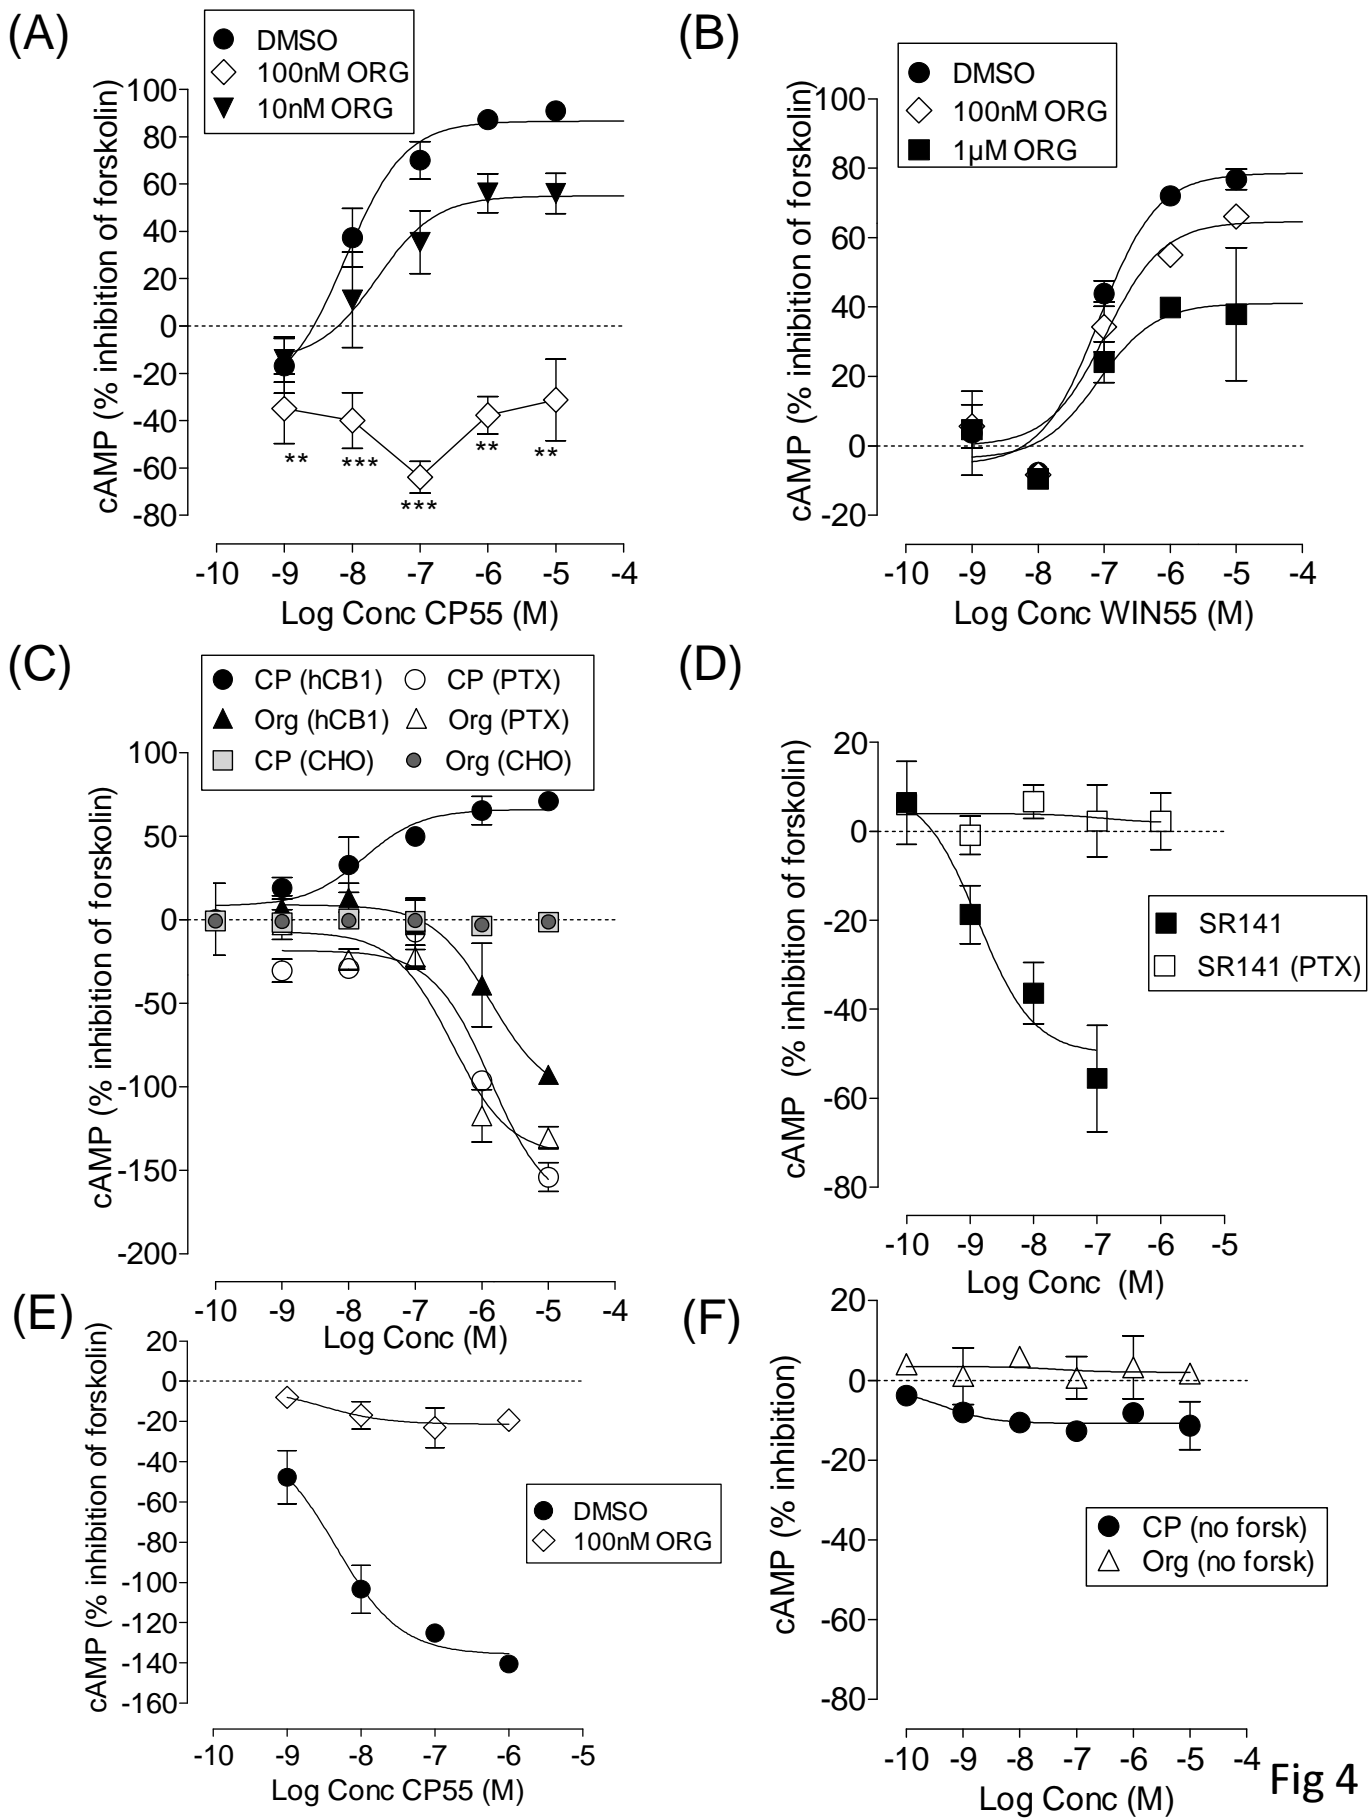 (A)
DMSO
100nM ORG
10nM ORG
cAMP (% inhibition of forskolin)
100
80
60
40
20
0
-20
-40
-60
-80
** *** *** ** **
-10 -9 -8 -7 -6 -5 -4
Log Conc CP55 (M)
(B)
DMSO
100nM ORG
1µM ORG
cAMP (% inhibition of forskolin)
100
80
60
40
20
0
-20
-10 -9 -8 -7 -6 -5 -4
Log Conc WIN55 (M)
(C)
CP (hCB1) CP (PTX)
Org (hCB1) Org (PTX)
CP (CHO) Org (CHO)
cAMP (% inhibition of forskolin)
100
50
0
-50
-100
-150
-200
-10 -9 -8 -7 -6 -5 -4
Log Conc (M)
(D)
cAMP (% inhibition of forskolin)
20
0
-20
-40
-60
-80
SR141
SR141 (PTX)
-10 -9 -8 -7 -6 -5
Log Conc (M)
(E)
cAMP (% inhibition of forskolin)
20
0
-20
-40
-60
-80
-100
-120
-140
-160
DMSO
100nM ORG
-10 -9 -8 -7 -6 -5
Log Conc CP55 (M)
(F)
cAMP (% inhibition)
20
0
-20
-40
-60
-80
CP (no forsk)
Org (no forsk)
-10 -9 -8 -7 -6 -5 -4
Log Conc (M)
Fig 4